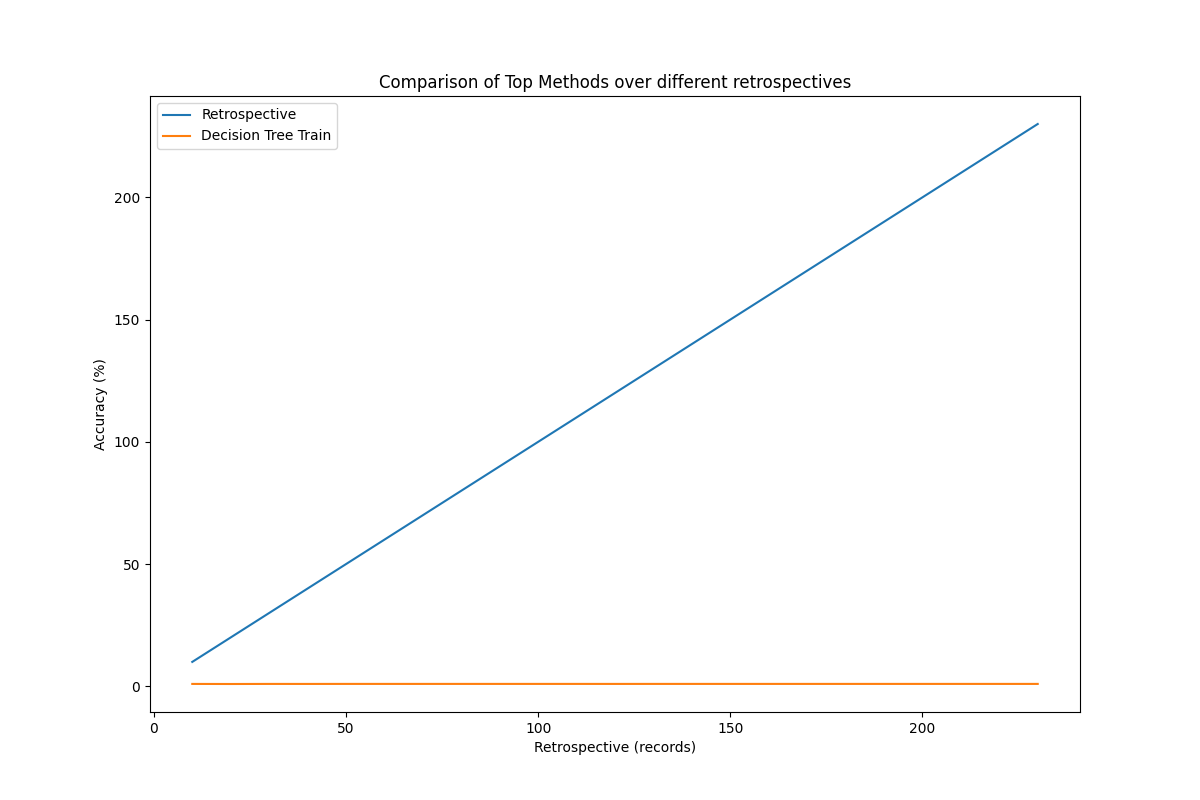 Comparison of Top Methods over different retrospectives
Retrospective
Decision Tree Train
200
150
100
50
0
Accuracy (%)
0 50 100 150 200
Retrospective (records)